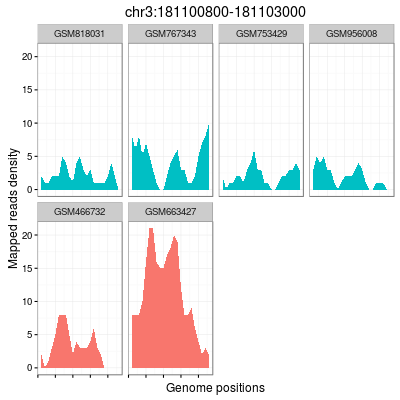 chr3:181100800-181103000
GSM818031 GSM767343 GSM753429 GSM956008
20
15
10
5
0
Mapped reads density
GSM466732 GSM663427
20
15
10
5
0
Genome positions